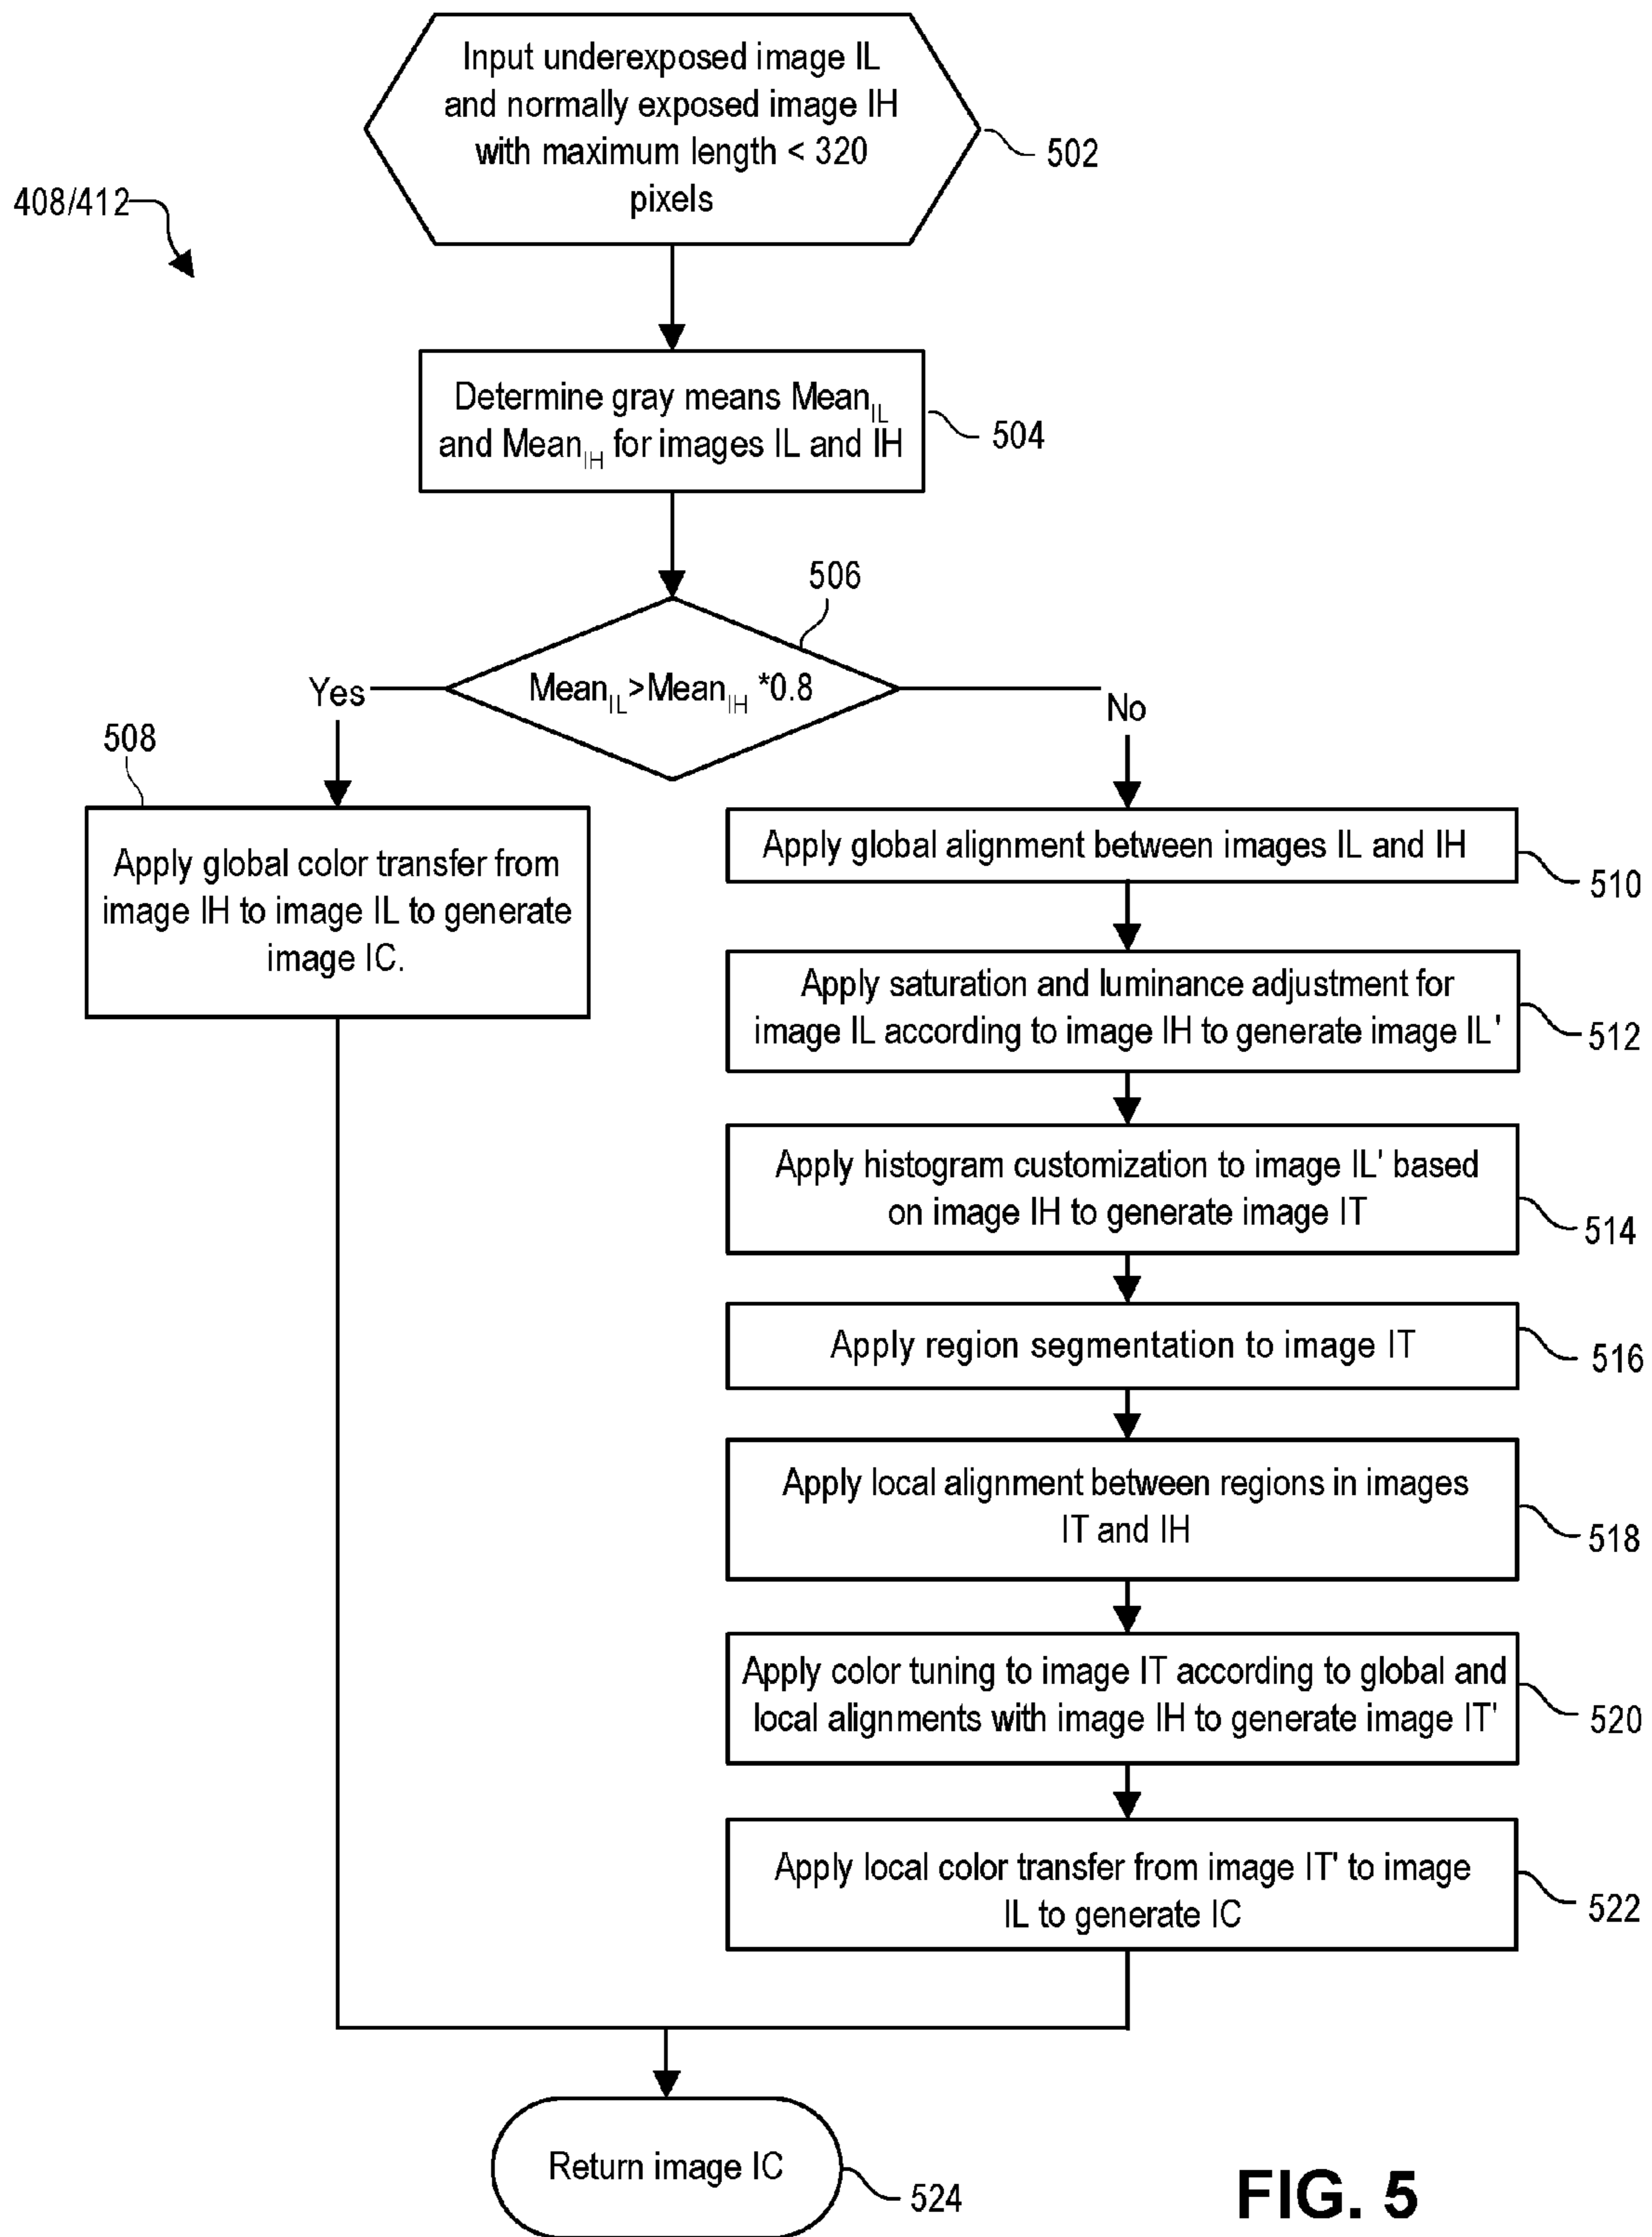 Input underexposed image IL
and normally exposed image IH
with maximum length < 320
pixels
502
408/412
Determine gray means MeanIL
and MeanIH for images IL and IH
504
506
MeanIL>MeanIH *0.8
Yes
No
508
Apply global color transfer from
image IH to image IL to generate
image IC.
Apply global alignment between images IL and IH
510
Apply saturation and luminance adjustment for
image IL according to image IH to generate image IL'
512
Apply histogram customization to image IL' based
on image IH to generate image IT
514
Apply region segmentation to image IT
516
Apply local alignment between regions in images
IT and IH
518
Apply color tuning to image IT according to global and
local alignments with image IH to generate image IT'
520
Apply local color transfer from image IT' to image
IL to generate IC
522
Return image IC
524
FIG. 5